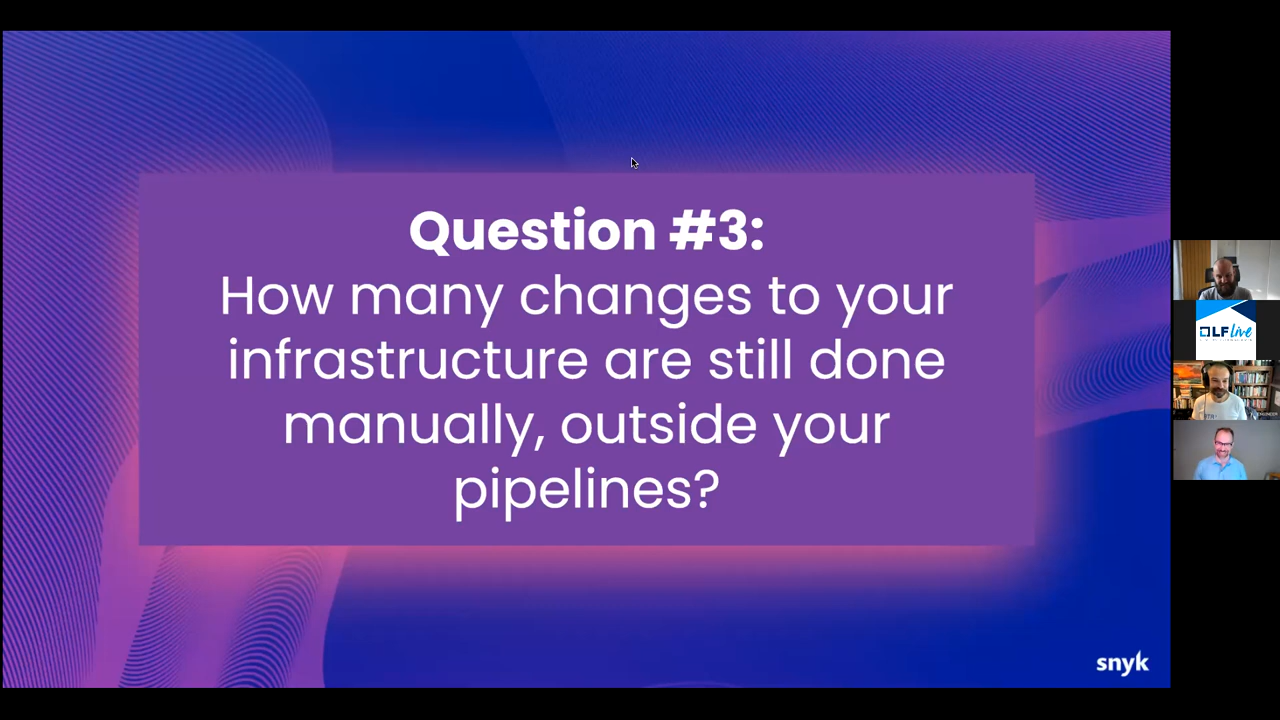 Question #3:
How many changes to your
infrastructure are still done
manually, outside your
pipelines?
LF Live
snyk